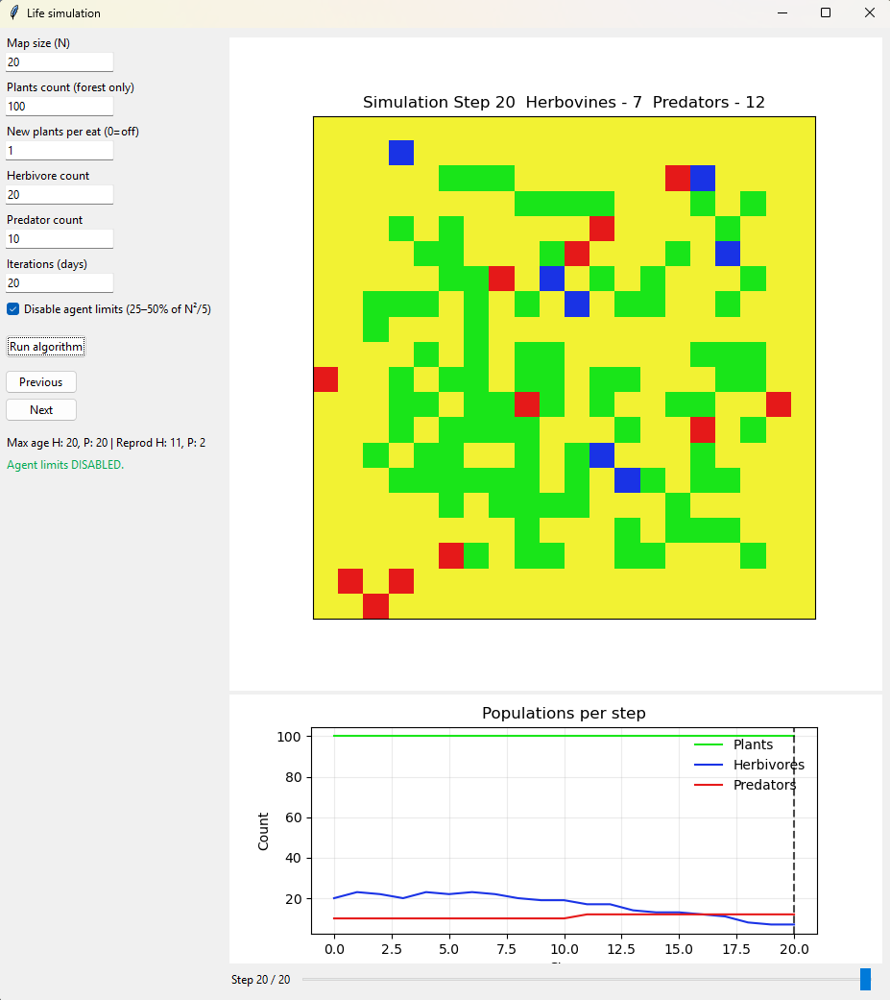 Life simulation
Map size (N)
20
Plants count (forest only)
100
New plants per eat (0=off)
1
Herbivore count
20
Predator count
10
Iterations (days)
20
Disable agent limits (25–50% of N²/5)
Run algorithm
Previous
Next
Max age H: 20, P: 20 | Reprod H: 11, P: 2
Agent limits DISABLED.
Simulation Step 20 Herbovines - 7 Predators - 12
Populations per step
100
80
60
40
20
Count
Plants
Herbivores
Predators
0.0 2.5 5.0 7.5 10.0 12.5 15.0 17.5 20.0
Step 20 / 20